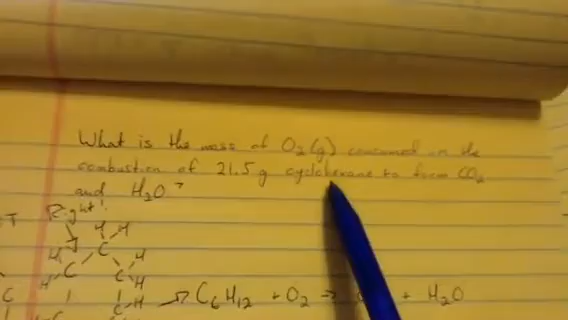 What is the mass of O₂(g) consumed in the
combustion of 21.5g cyclohexane to form CO₂
and H₂O?
Right!
H H
H C H
H C C
H
C C C H → C₆H₁₂ + O₂ → + H₂O